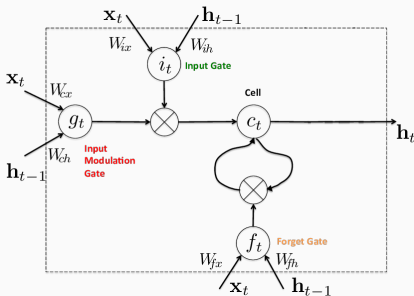 x_t h_{t-1}
W_{ix} W_{ih}
i_t
Input Gate
x_t
W_{cx}
Cell
g_t c_t
h_t
W_{ch}
Input
Modulation
Gate
h_{t-1}
f_t
Forget Gate
W_{fx} W_{fh}
x_t h_{t-1}